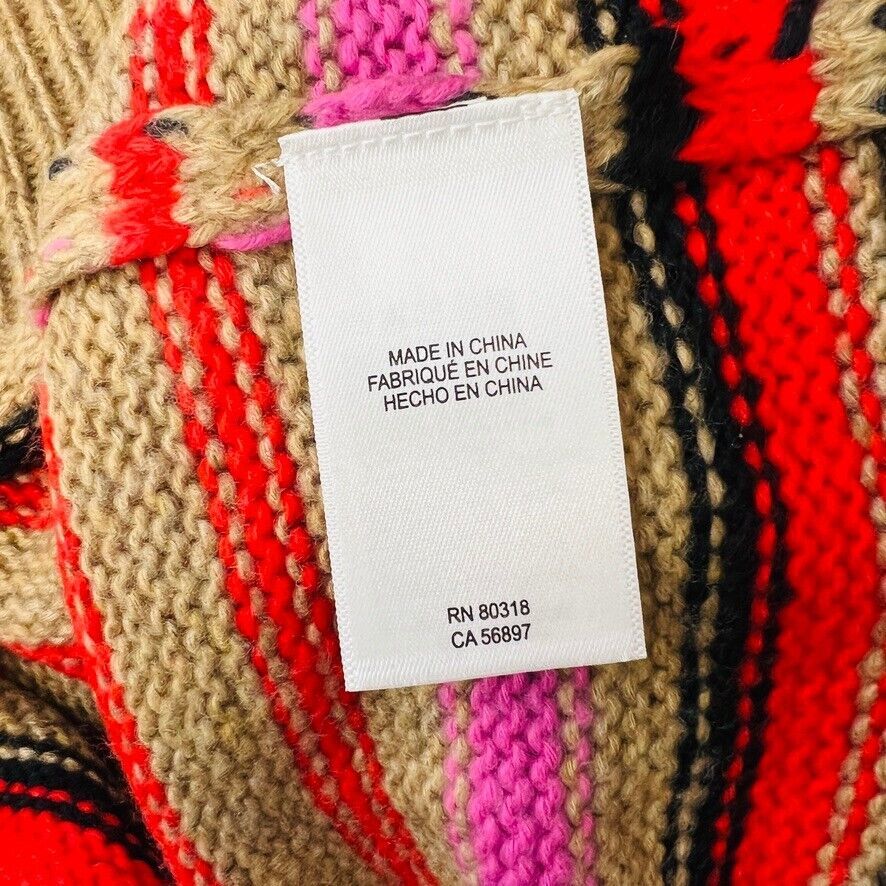 MADE IN CHINA
FABRIQUÉ EN CHINE
HECHO EN CHINA
RN 80318
CA 56897